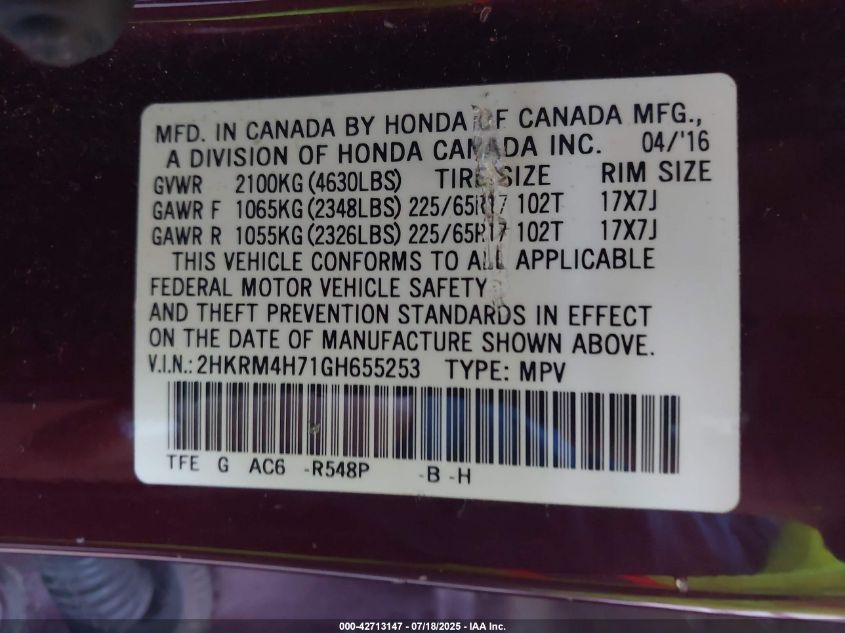 MFD. IN CANADA BY HONDA OF CANADA MFG.,
A DIVISION OF HONDA CANADA INC. 04/'16
GVWR 2100KG (4630LBS) TIRE SIZE RIM SIZE
GAWR F 1065KG (2348LBS) 225/65R17 102T 17X7J
GAWR R 1055KG (2326LBS) 225/65R17 102T 17X7J
THIS VEHICLE CONFORMS TO ALL APPLICABLE
FEDERAL MOTOR VEHICLE SAFETY
AND THEFT PREVENTION STANDARDS IN EFFECT
ON THE DATE OF MANUFACTURE SHOWN ABOVE.
V.I.N.: 2HKRM4H71GH655253 TYPE: MPV
TFE G AC6 -R548P -B -H
000-42713147 - 07/18/2025 - IAA Inc.